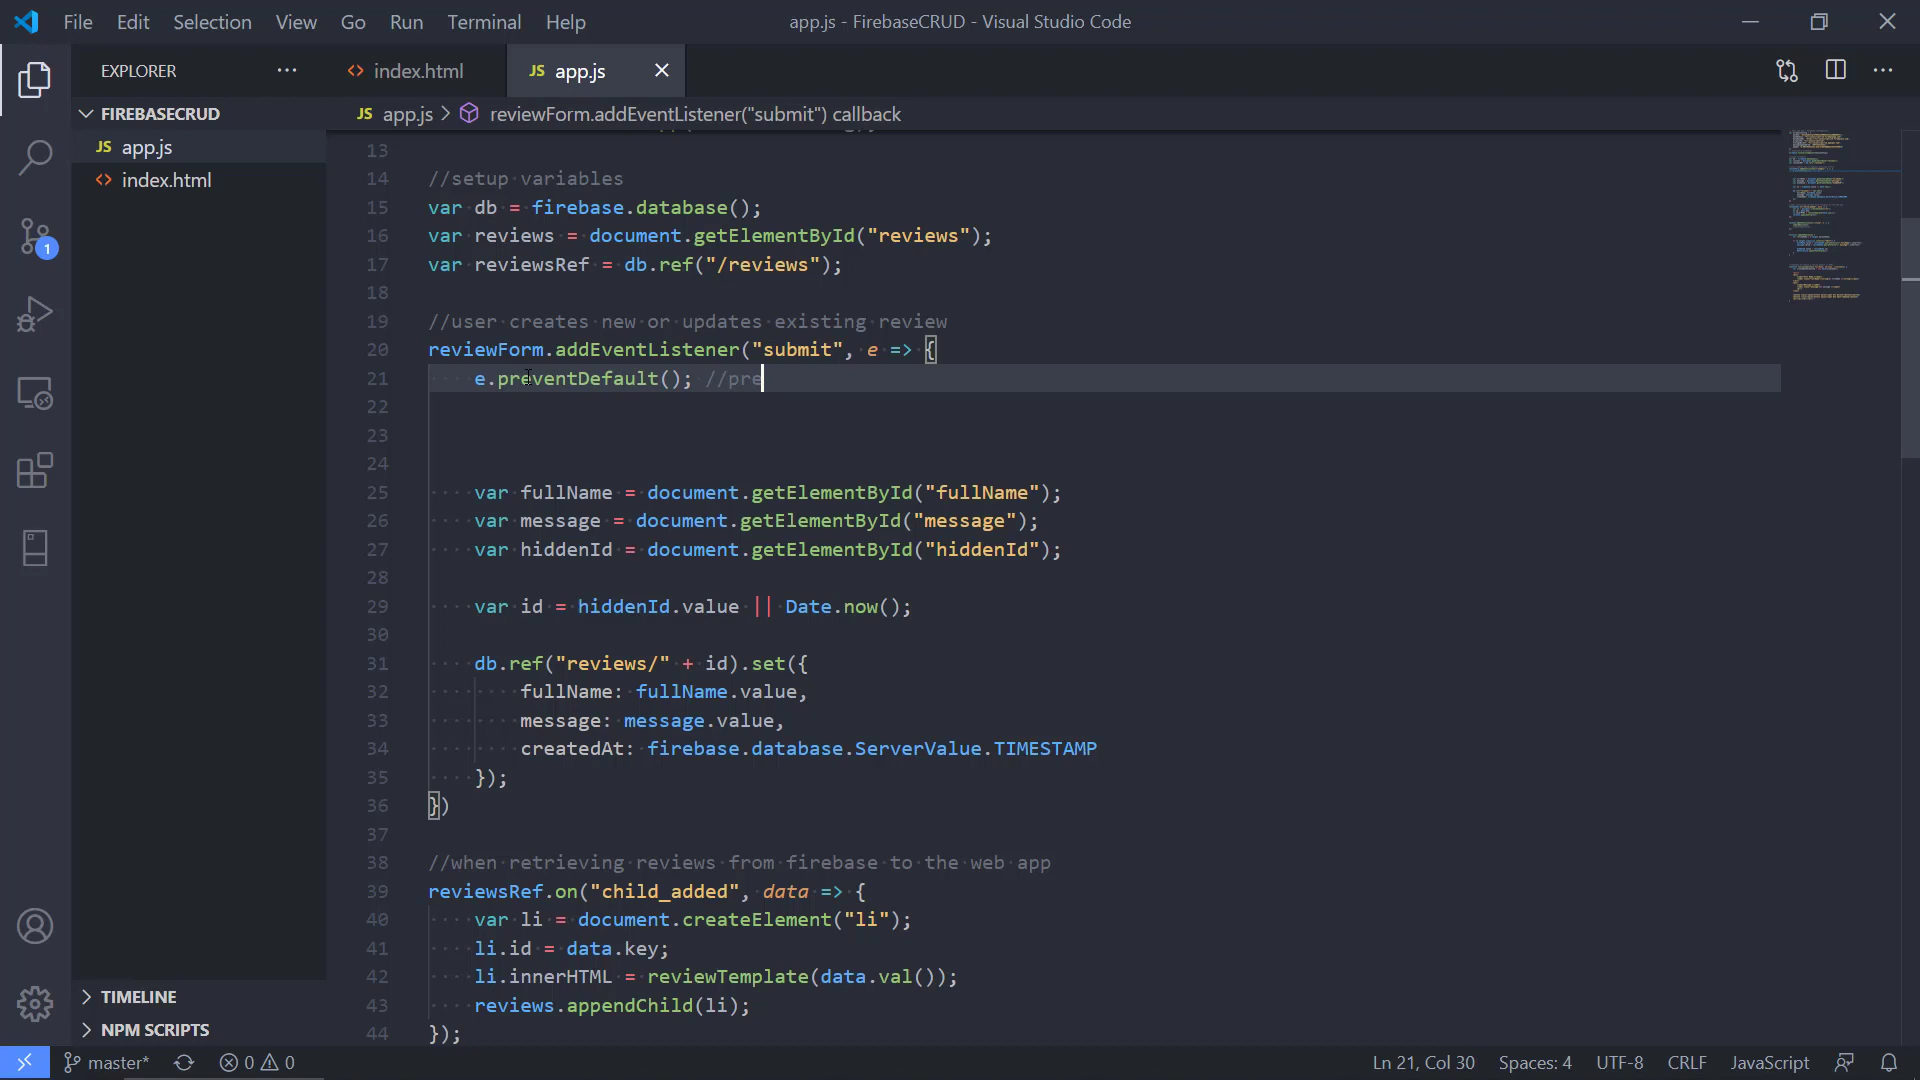 File Edit Selection View Go Run Terminal Help
app.js - FirebaseCRUD - Visual Studio Code
EXPLORER
index.html
JS app.js
FIREBASECRUD
JS app.js
index.html
JS app.js > reviewForm.addEventListener("submit") callback
13
14 //setup variables
15 var db = firebase.database();
16 var reviews = document.getElementById("reviews");
17 var reviewsRef = db.ref("/reviews");
18
19 //user creates new or updates existing review
20 reviewForm.addEventListener("submit", e => {
21 e.preventDefault(); //pre
22
23
24
25 var fullName = document.getElementById("fullName");
26 var message = document.getElementById("message");
27 var hiddenId = document.getElementById("hiddenId");
28
29 var id = hiddenId.value || Date.now();
30
31 db.ref("reviews/" + id).set({
32 fullName: fullName.value,
33 message: message.value,
34 createdAt: firebase.database.ServerValue.TIMESTAMP
35 });
36 })
37
38 //when retrieving reviews from firebase to the web app
39 reviewsRef.on("child_added", data => {
40 var li = document.createElement("li");
41 li.id = data.key;
42 li.innerHTML = reviewTemplate(data.val());
43 reviews.appendChild(li);
44 });
1
TIMELINE
NPM SCRIPTS
master* 0 0
Ln 21, Col 30 Spaces: 4 UTF-8 CRLF JavaScript